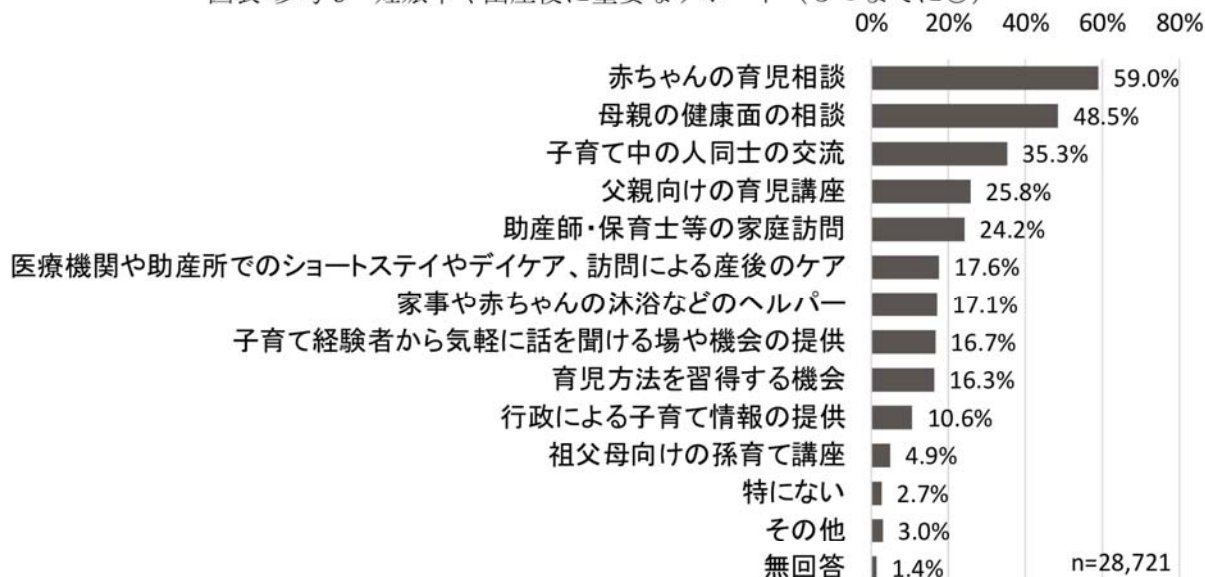 0% 20% 40% 60% 80%
赤ちゃんの育児相談 59.0%
母親の健康面の相談 48.5%
子育て中の人同士の交流 35.3%
父親向けの育児講座 25.8%
助産師・保育士等の家庭訪問 24.2%
医療機関や助産所でのショートステイやデイケア、訪問による産後のケア 17.6%
家事や赤ちゃんの沐浴などのヘルパー 17.1%
子育て経験者から気軽に話を聞ける場や機会の提供 16.7%
育児方法を習得する機会 16.3%
行政による子育て情報の提供 10.6%
祖父母向けの孫育て講座 4.9%
特にない 2.7%
その他 3.0%
無回答 1.4% n=28,721